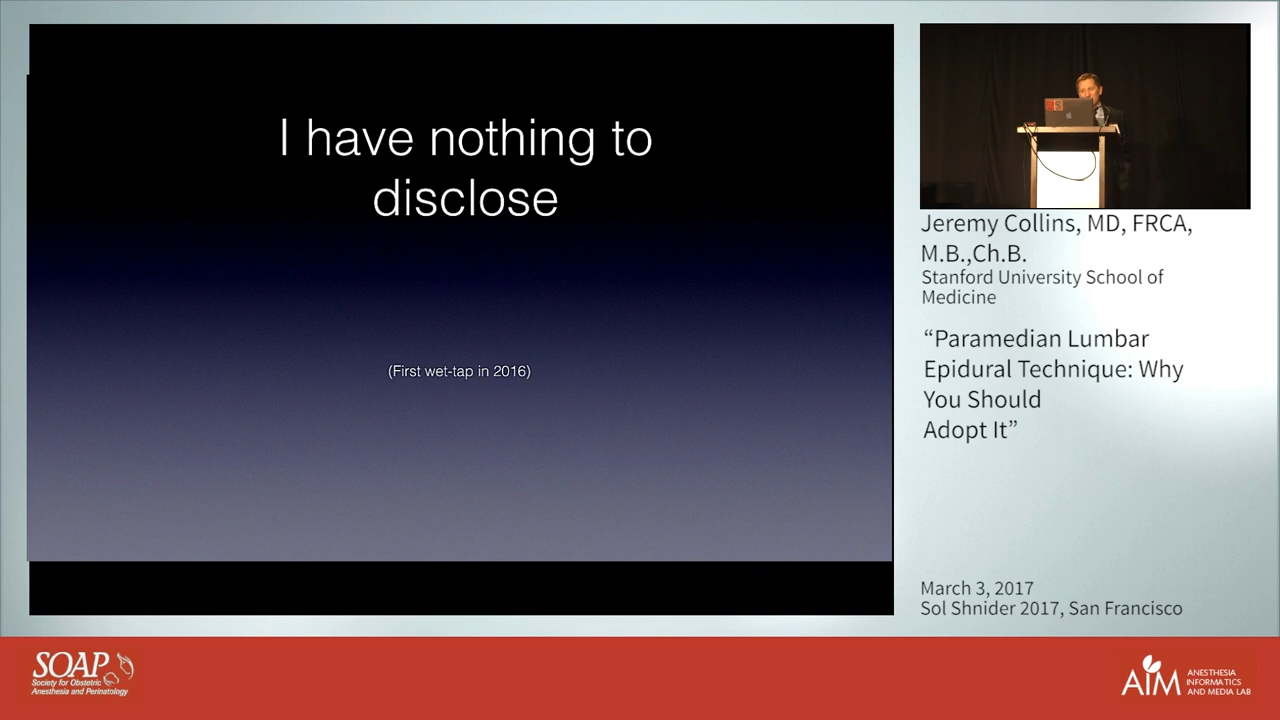 I have nothing to
disclose
(First wet-tap in 2016)
Jeremy Collins, MD, FRCA,
M.B.,Ch.B.
Stanford University School of
Medicine
“Paramedian Lumbar
Epidural Technique: Why
You Should
Adopt It”
March 3, 2017
Sol Shnider 2017, San Francisco
SOAP
Society for Obstetric
Anesthesia and Perinatology
AIM
ANESTHESIA
INFORMATICS
AND MEDIA LAB